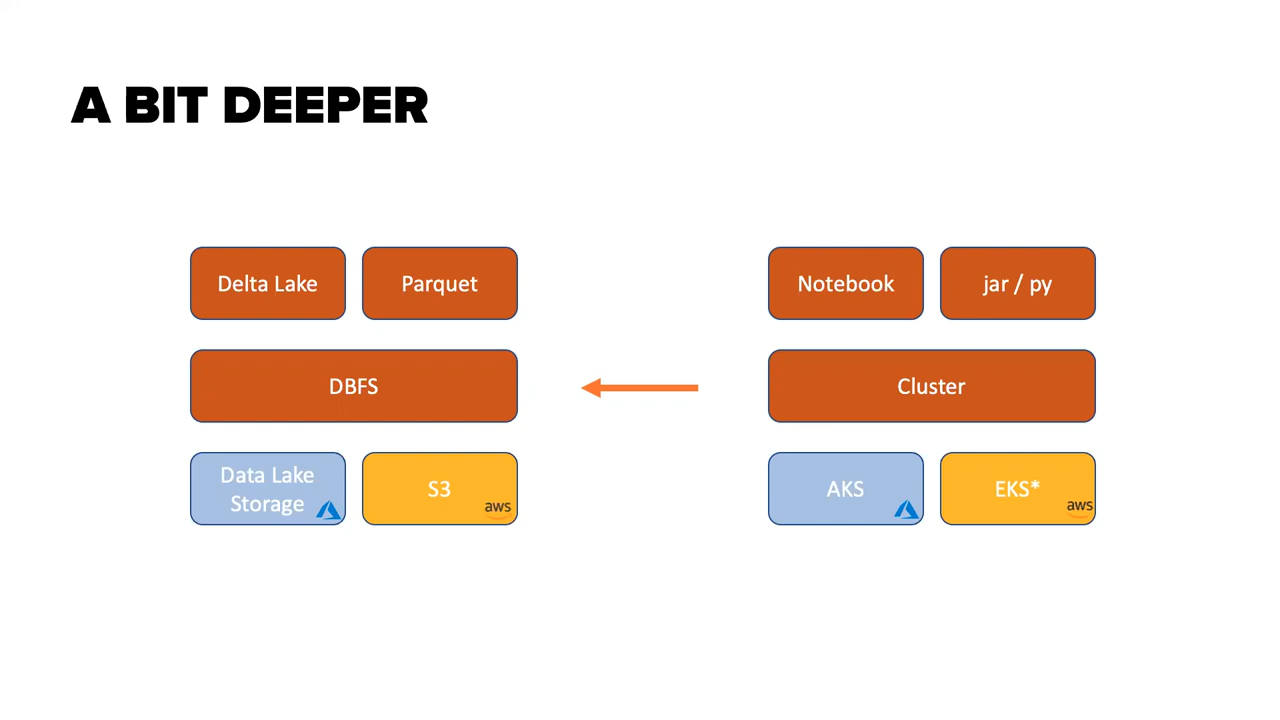 A BIT DEEPER
Delta Lake
Parquet
DBFS
Data Lake
Storage
S3
aws
Notebook
jar / py
Cluster
AKS
EKS*
aws